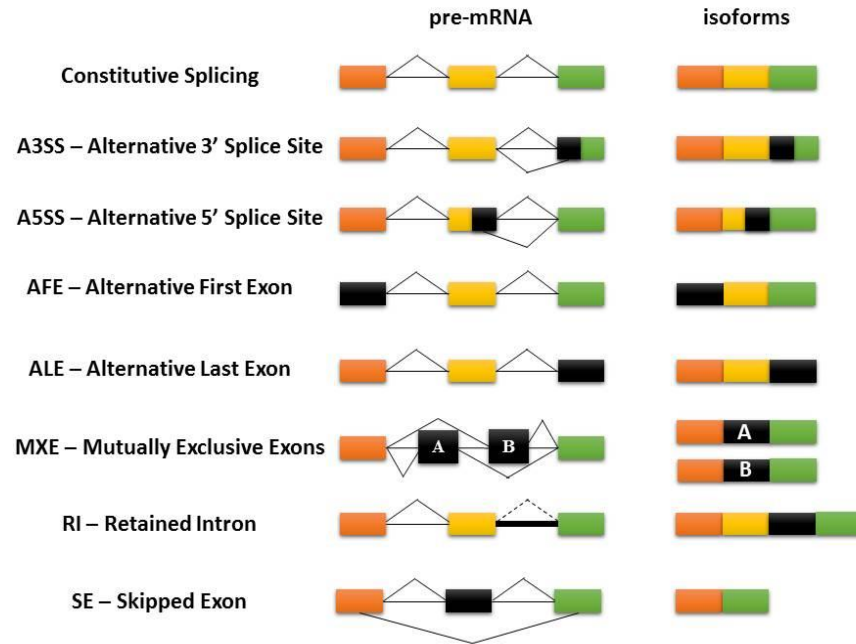 pre-mRNA isoforms
Constitutive Splicing
A3SS – Alternative 3’ Splice Site
A5SS – Alternative 5’ Splice Site
AFE – Alternative First Exon
ALE – Alternative Last Exon
MXE – Mutually Exclusive Exons
A B
A
B
RI – Retained Intron
SE – Skipped Exon